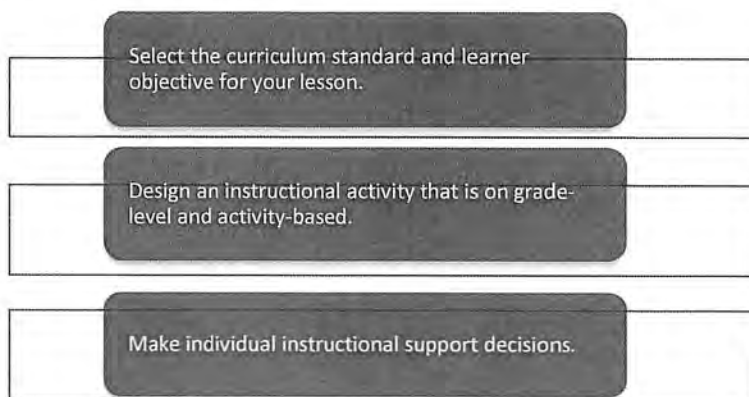 Select the curriculum standard and learner
objective for your lesson.
Design an instructional activity that is on grade-
level and activity-based.
Make individual instructional support decisions.